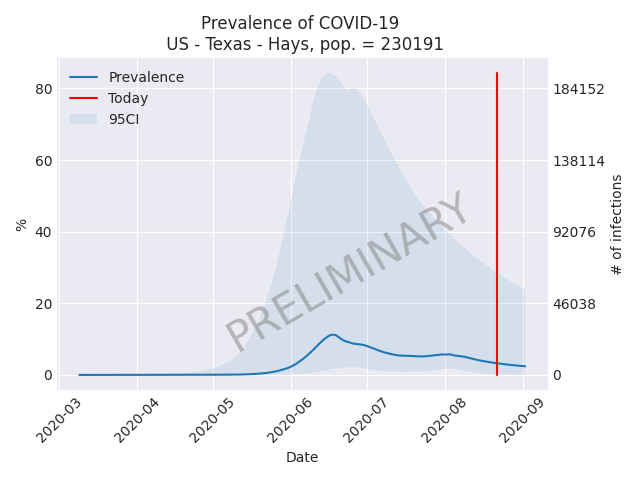 Prevalence of COVID-19
US - Texas - Hays, pop. = 230191
Prevalence
Today
95CI
80
60
40
20
0
%
184152
138114
92076
46038
0
# of infections
PRELIMINARY
2020-03
2020-04
2020-05
2020-06
2020-07
2020-08
2020-09
Date